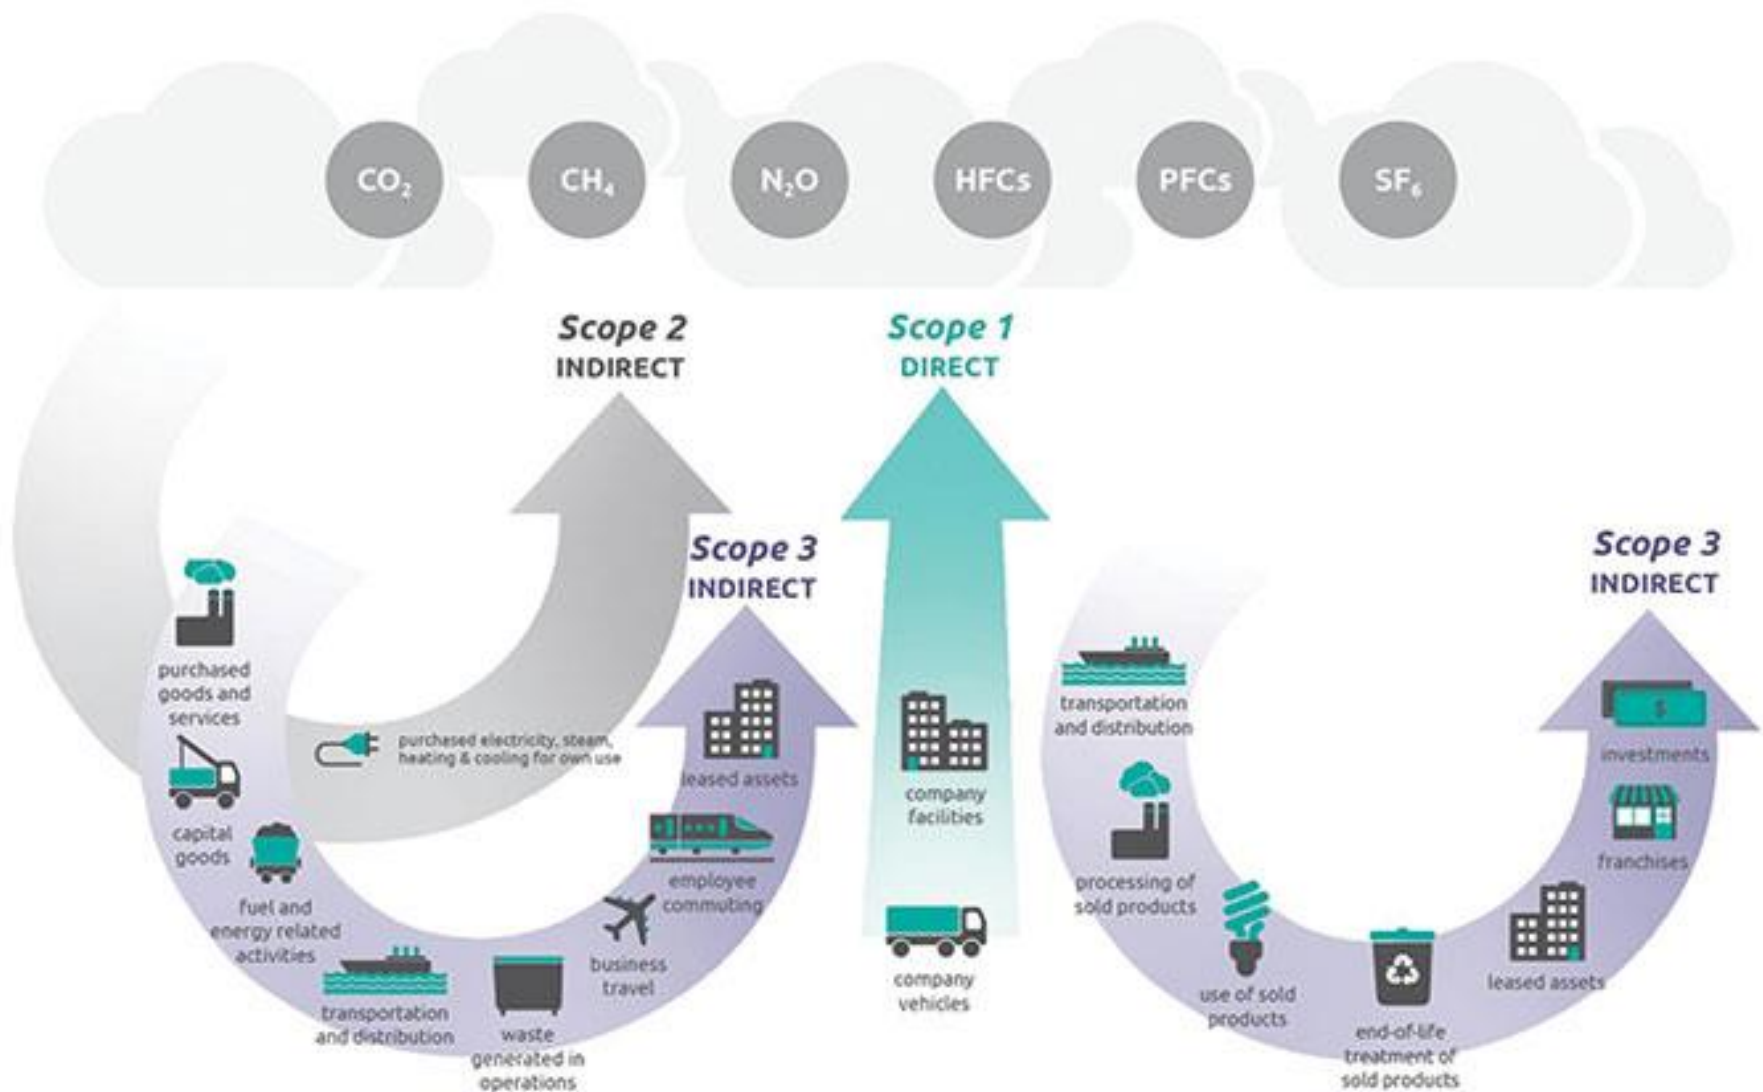 CO₂
CH₄
N₂O
HFCs
PFCs
SF₆
Scope 2
INDIRECT
Scope 1
DIRECT
Scope 3
INDIRECT
Scope 3
INDIRECT
purchased
goods and
services
capital
goods
fuel and
energy related
activities
transportation
and distribution
waste
generated in
operations
business
travel
employee
commuting
leased assets
purchased electricity, steam,
heating & cooling for own use
company
facilities
company
vehicles
transportation
and distribution
processing of
sold products
use of sold
products
end-of-life
treatment of
sold products
leased assets
franchises
investments
$